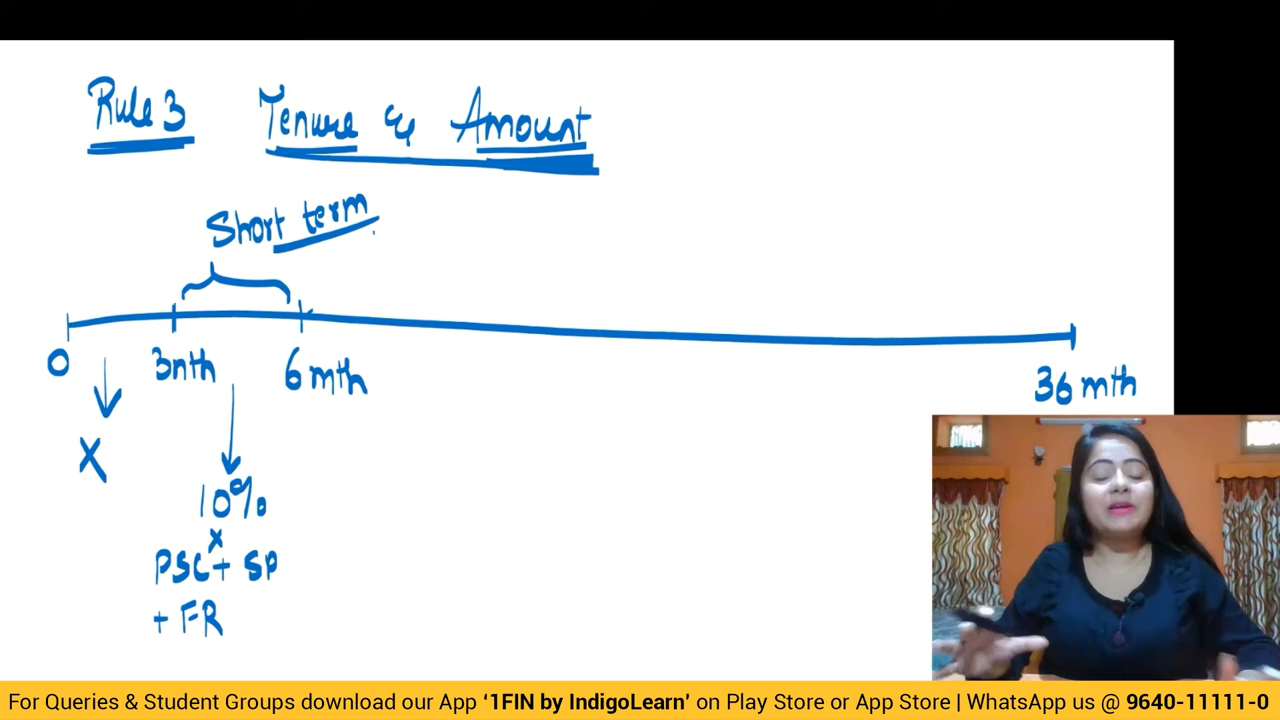 Rule 3 Tenure & Amount
Short term
0 3mth 6 mth 36 mth
X
10%
x
PSC + SP
+ FR
For Queries & Student Groups download our App ‘1FIN by IndigoLearn’ on Play Store or App Store | WhatsApp us @ 9640-11111-0